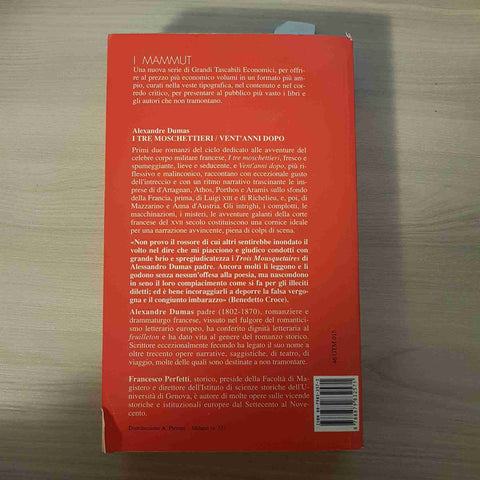 I MAMMUT
Una nuova serie di Grandi Tascabili Economici, per offri-
re al prezzo più economico volumi in un formato più am-
pio, curati nella veste tipografica, nel contenuto e nel cor-
redo critico, per presentare al pubblico più vasto i libri e
gli autori che non tramontano.
Alexandre Dumas
I TRE MOSCHETTIERI / VENT'ANNI DOPO
Primi due romanzi del ciclo dedicato alle avventure del
celebre corpo militare francese, I tre moschettieri, fresco e
spumeggiante, lieve e seducente, e Vent'anni dopo, più ri-
flessivo e malinconico, raccontano con eccezionale gusto
dell'intreccio e con un ritmo narrativo trascinante le im-
prese di d'Artagnan, Athos, Porthos e Aramis sullo sfondo
della Francia, prima, di Luigi XIII e di Richelieu, e, poi, di
Mazzarino e Anna d'Austria. Gli intrighi, i complotti, le
macchinazioni, i misteri, le avventure galanti della corte
francese del XVII secolo costituiscono una cornice ideale
per una narrazione avvincente, piena di colpi di scena.
«Non provo il rossore di cui altri sentirebbe inondato il
volto nel dire che mi piacciono e giudico condotti con
grande brio e spregiudicatezza i Trois Mousquetaires di
Alessandro Dumas padre. Ancora molti li leggono e li
godono senza nessun'offesa alla poesia, ma nascondono
in seno il loro compiacimento come si fa per gli illeciti
diletti; ed è bene incoraggiarli a deporre la falsa vergo-
gna e il congiunto imbarazzo» (Benedetto Croce).
Alexandre Dumas padre (1802-1870), romanziere e
drammaturgo francese, vissuto nel fulgore del romantici-
smo letterario europeo, ha conferito dignità letteraria al
feuilleton e ha dato vita al genere del romanzo storico.
Scrittore eccezionalmente fecondo ha legato il suo nome a
oltre trecento opere narrative, saggistiche, di teatro, di
viaggio, molte delle quali sono destinate a non tramontare.
Francesco Perfetti, storico, preside della Facoltà di Ma-
gistero e direttore dell'Istituto di scienze storiche dell'U-
niversità di Genova, è autore di molte opere sulle vicende
storiche e istituzionali europee dal Settecento al Nove-
cento.